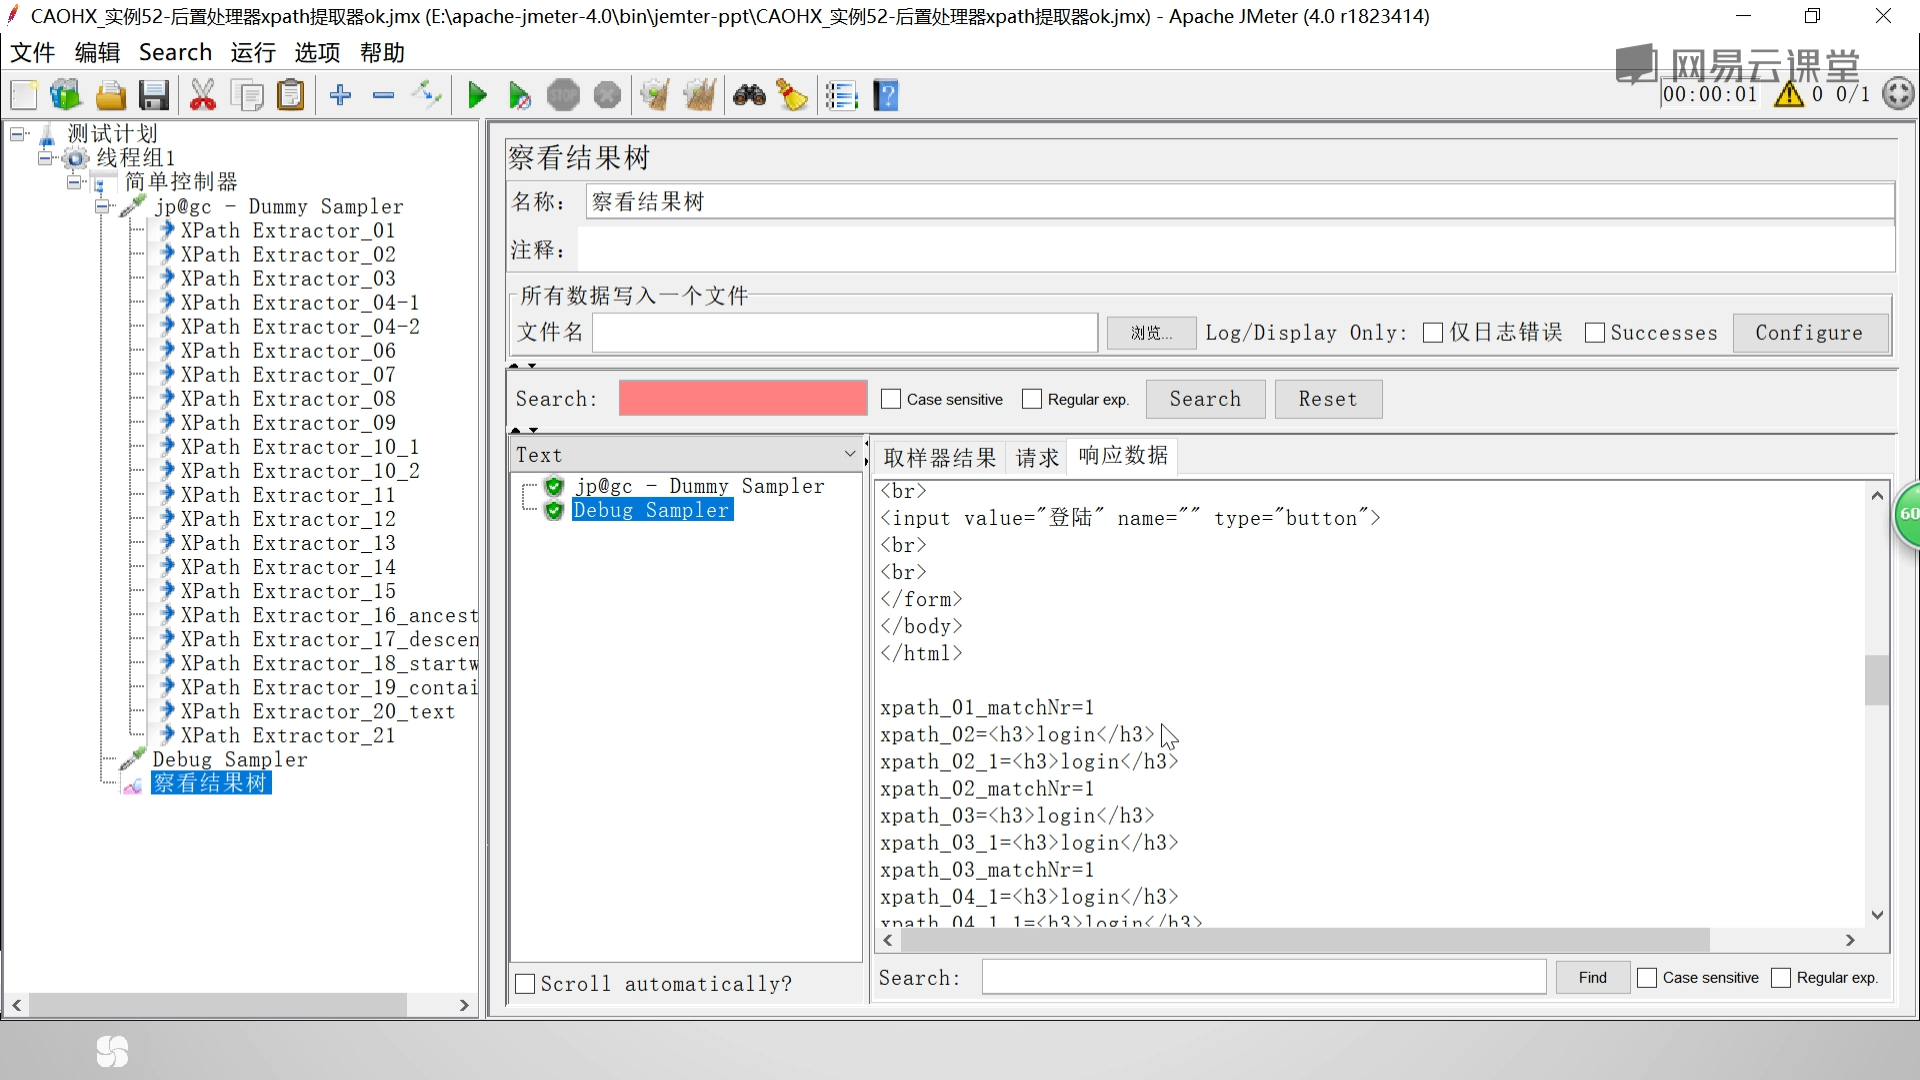 CAOHX_实例52-后置处理器xpath提取器ok.jmx (E:\apache-jmeter-4.0\bin\jemter-ppt\CAOHX_实例52-后置处理器xpath提取器ok.jmx) - Apache JMeter (4.0 r1823414)
文件 编辑 Search 运行 选项 帮助
网易云课堂
STOP
00:00:01 0 0/1
测试计划
线程组1
简单控制器
jp@gc - Dummy Sampler
XPath Extractor_01
XPath Extractor_02
XPath Extractor_03
XPath Extractor_04-1
XPath Extractor_04-2
XPath Extractor_06
XPath Extractor_07
XPath Extractor_08
XPath Extractor_09
XPath Extractor_10_1
XPath Extractor_10_2
XPath Extractor_11
XPath Extractor_12
XPath Extractor_13
XPath Extractor_14
XPath Extractor_15
XPath Extractor_16_ancest
XPath Extractor_17_descen
XPath Extractor_18_startw
XPath Extractor_19_contai
XPath Extractor_20_text
XPath Extractor_21
Debug Sampler
察看结果树
察看结果树
名称： 察看结果树
注释：
所有数据写入一个文件
文件名 浏览... Log/Display Only: 仅日志错误 Successes Configure
Search: Case sensitive Regular exp. Search Reset
Text
jp@gc - Dummy Sampler
Debug Sampler
Scroll automatically?
取样器结果 请求 响应数据
<br>
<input value="登陆" name="" type="button">
<br>
<br>
</form>
</body>
</html>
xpath_01_matchNr=1
xpath_02=<h3>login</h3>
xpath_02_1=<h3>login</h3>
xpath_02_matchNr=1
xpath_03=<h3>login</h3>
xpath_03_1=<h3>login</h3>
xpath_03_matchNr=1
xpath_04_1=<h3>login</h3>
xpath_04_1_1=<h3>login</h3>
Search: Find Case sensitive Regular exp.
60